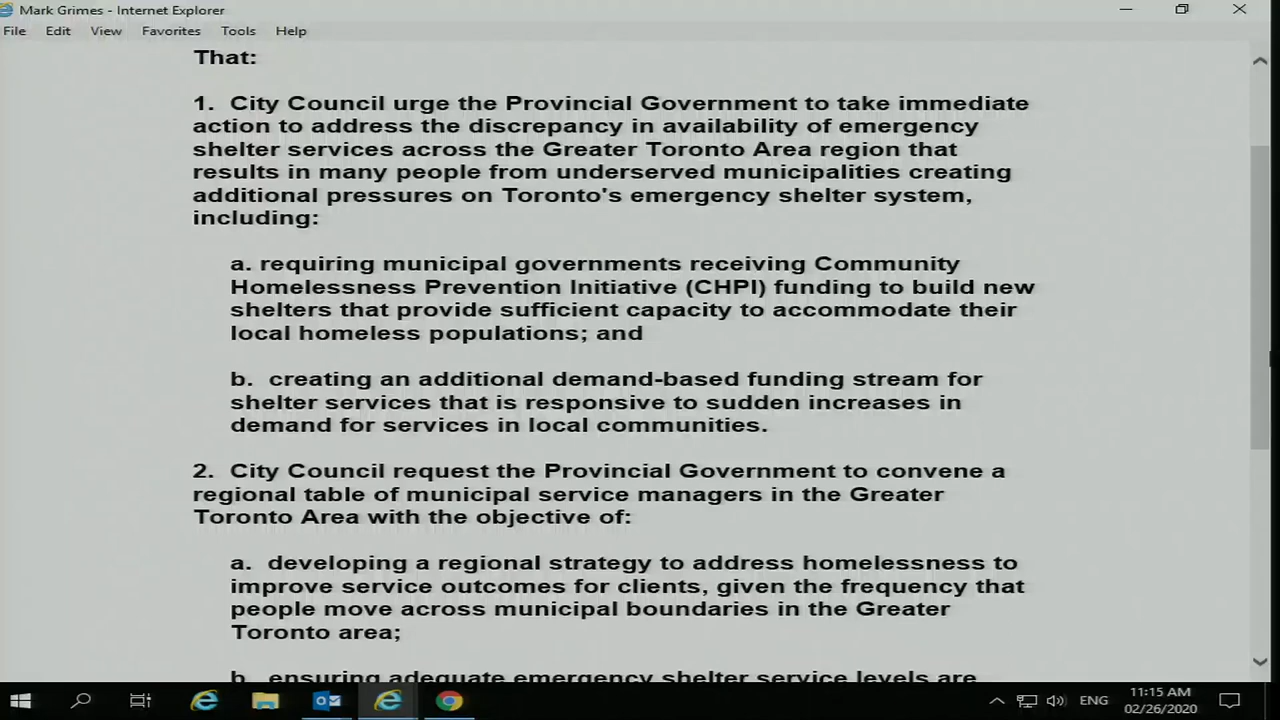 Mark Grimes - Internet Explorer
File Edit View Favorites Tools Help
That:
1. City Council urge the Provincial Government to take immediate
action to address the discrepancy in availability of emergency
shelter services across the Greater Toronto Area region that
results in many people from underserved municipalities creating
additional pressures on Toronto's emergency shelter system,
including:
a. requiring municipal governments receiving Community
Homelessness Prevention Initiative (CHPI) funding to build new
shelters that provide sufficient capacity to accommodate their
local homeless populations; and
b. creating an additional demand-based funding stream for
shelter services that is responsive to sudden increases in
demand for services in local communities.
2. City Council request the Provincial Government to convene a
regional table of municipal service managers in the Greater
Toronto Area with the objective of:
a. developing a regional strategy to address homelessness to
improve service outcomes for clients, given the frequency that
people move across municipal boundaries in the Greater
Toronto area;
b. ensuring adequate emergency shelter service levels are
ENG
11:15 AM
02/26/2020